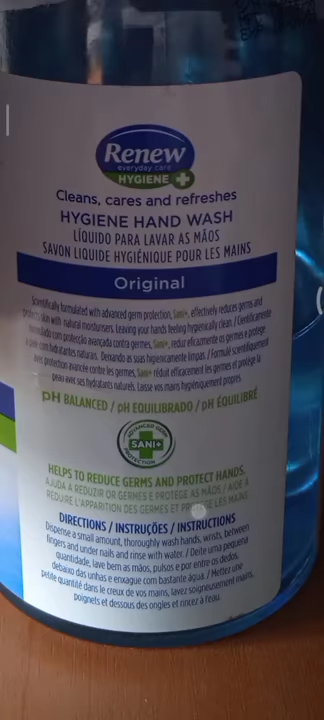 Renew
everyday care
HYGIENE +
Cleans, cares and refreshes
HYGIENE HAND WASH
LÍQUIDO PARA LAVAR AS MÃOS
SAVON LIQUIDE HYGIÉNIQUE POUR LES MAINS
Original
Scientifically formulated with advanced germ protection, Sani+, effectively reduces germs and
protects skin with natural moisturisers. Leaving your hands feeling hygienically clean. / Cientificamente
formulado com protecção avançada contra germes, Sani+, reduz eficazmente os germes e protege
a pele com hidratantes naturais. Deixando as suas higienicamente limpas. / Formulé scientifiquement
avec protection avancée contre les germes, Sani+ réduit efficacement les germes et protège la
peau avec ses hydratants naturels. Laisse vos mains hygiéniquement propres.
pH BALANCED / pH EQUILIBRADO / pH ÉQUILIBRÉ
ADVANCED GERM
SANI+
PROTECTION
HELPS TO REDUCE GERMS AND PROTECT HANDS.
AJUDA A REDUZIR OR GERMES E PROTEGE AS MÃOS / AIDE À
RÉDUIRE L'APPARITION DES GERMES ET PROTÈGE LES MAINS
DIRECTIONS / INSTRUÇÕES / INSTRUCTIONS
Dispense a small amount, thoroughly wash hands, wrists, between
fingers and under nails and rinse with water. / Deite uma pequena
quantidade, lave bem as mãos, pulsos e por entre os dedos,
debaixo das unhas e enxague com bastante água. / Mettez une
petite quantité dans le creux de vos mains, lavez soigneusement mains,
poignets et dessous des ongles et rincez à l'eau.